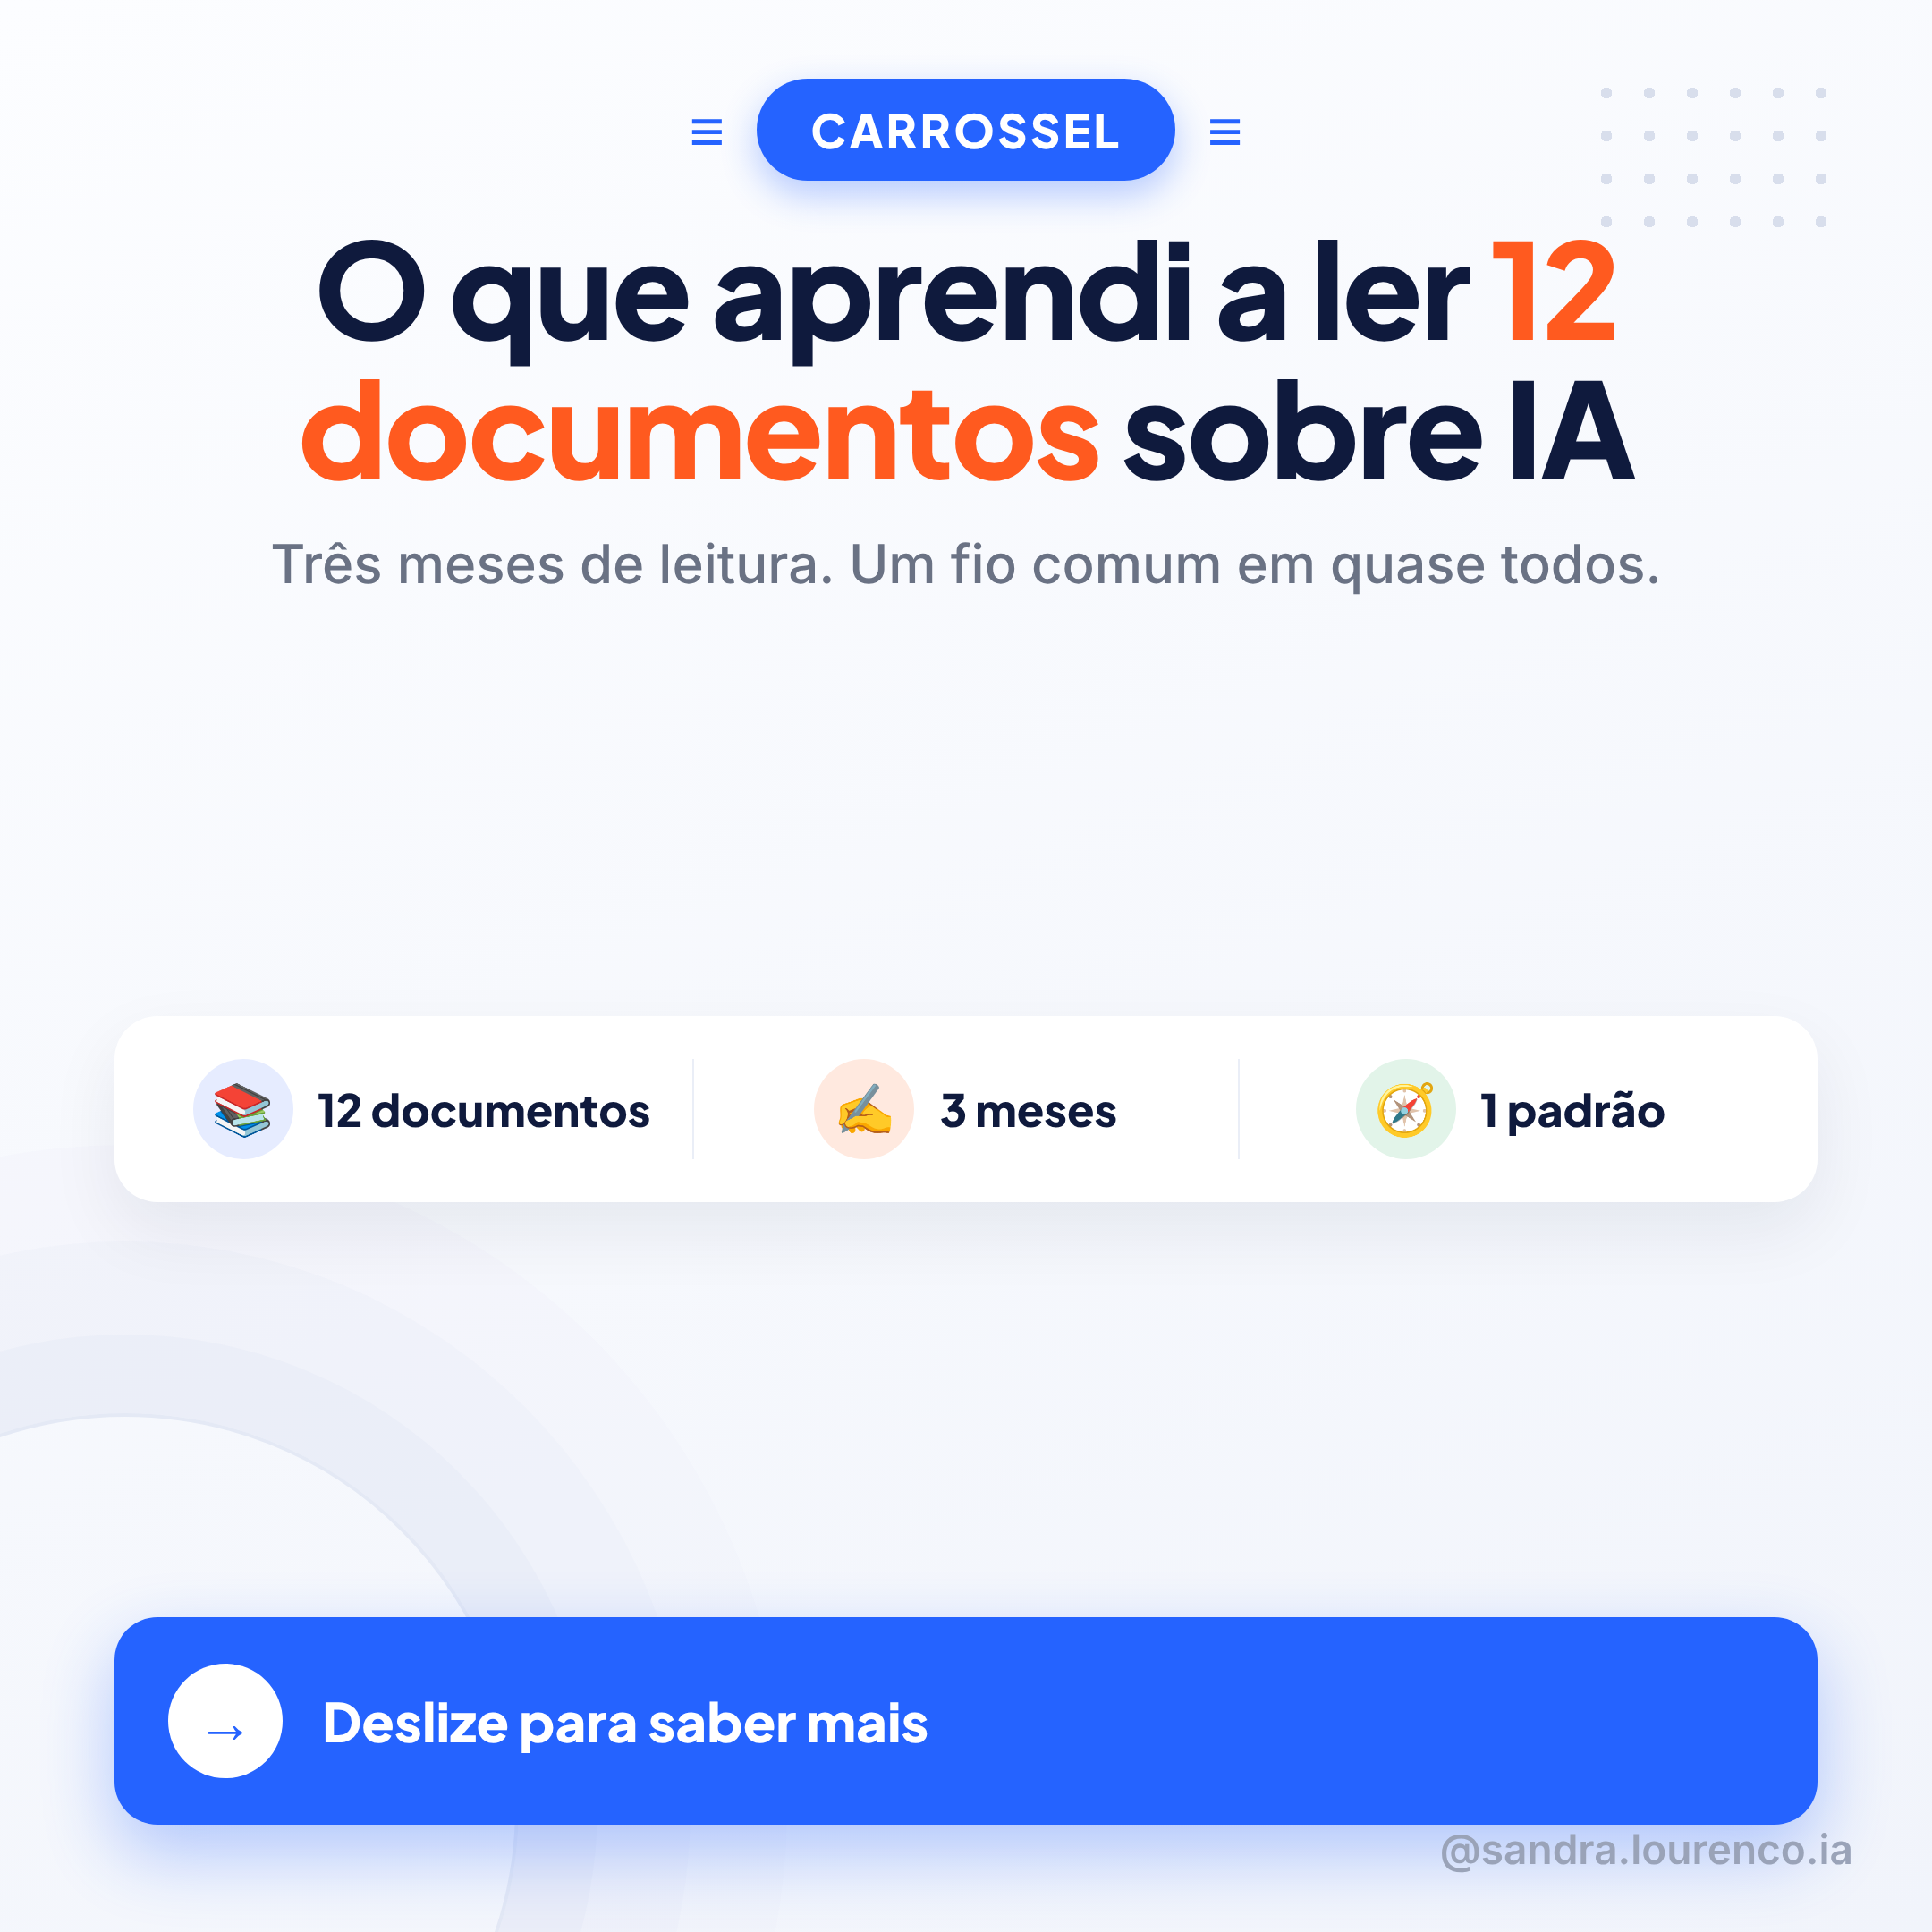 CARROSSEL
O que aprendi a ler 12
documentos sobre IA
Três meses de leitura. Um fio comum em quase todos.
12 documentos
3 meses
1 padrão
→ Deslize para saber mais
@sandra.lourenco.ia